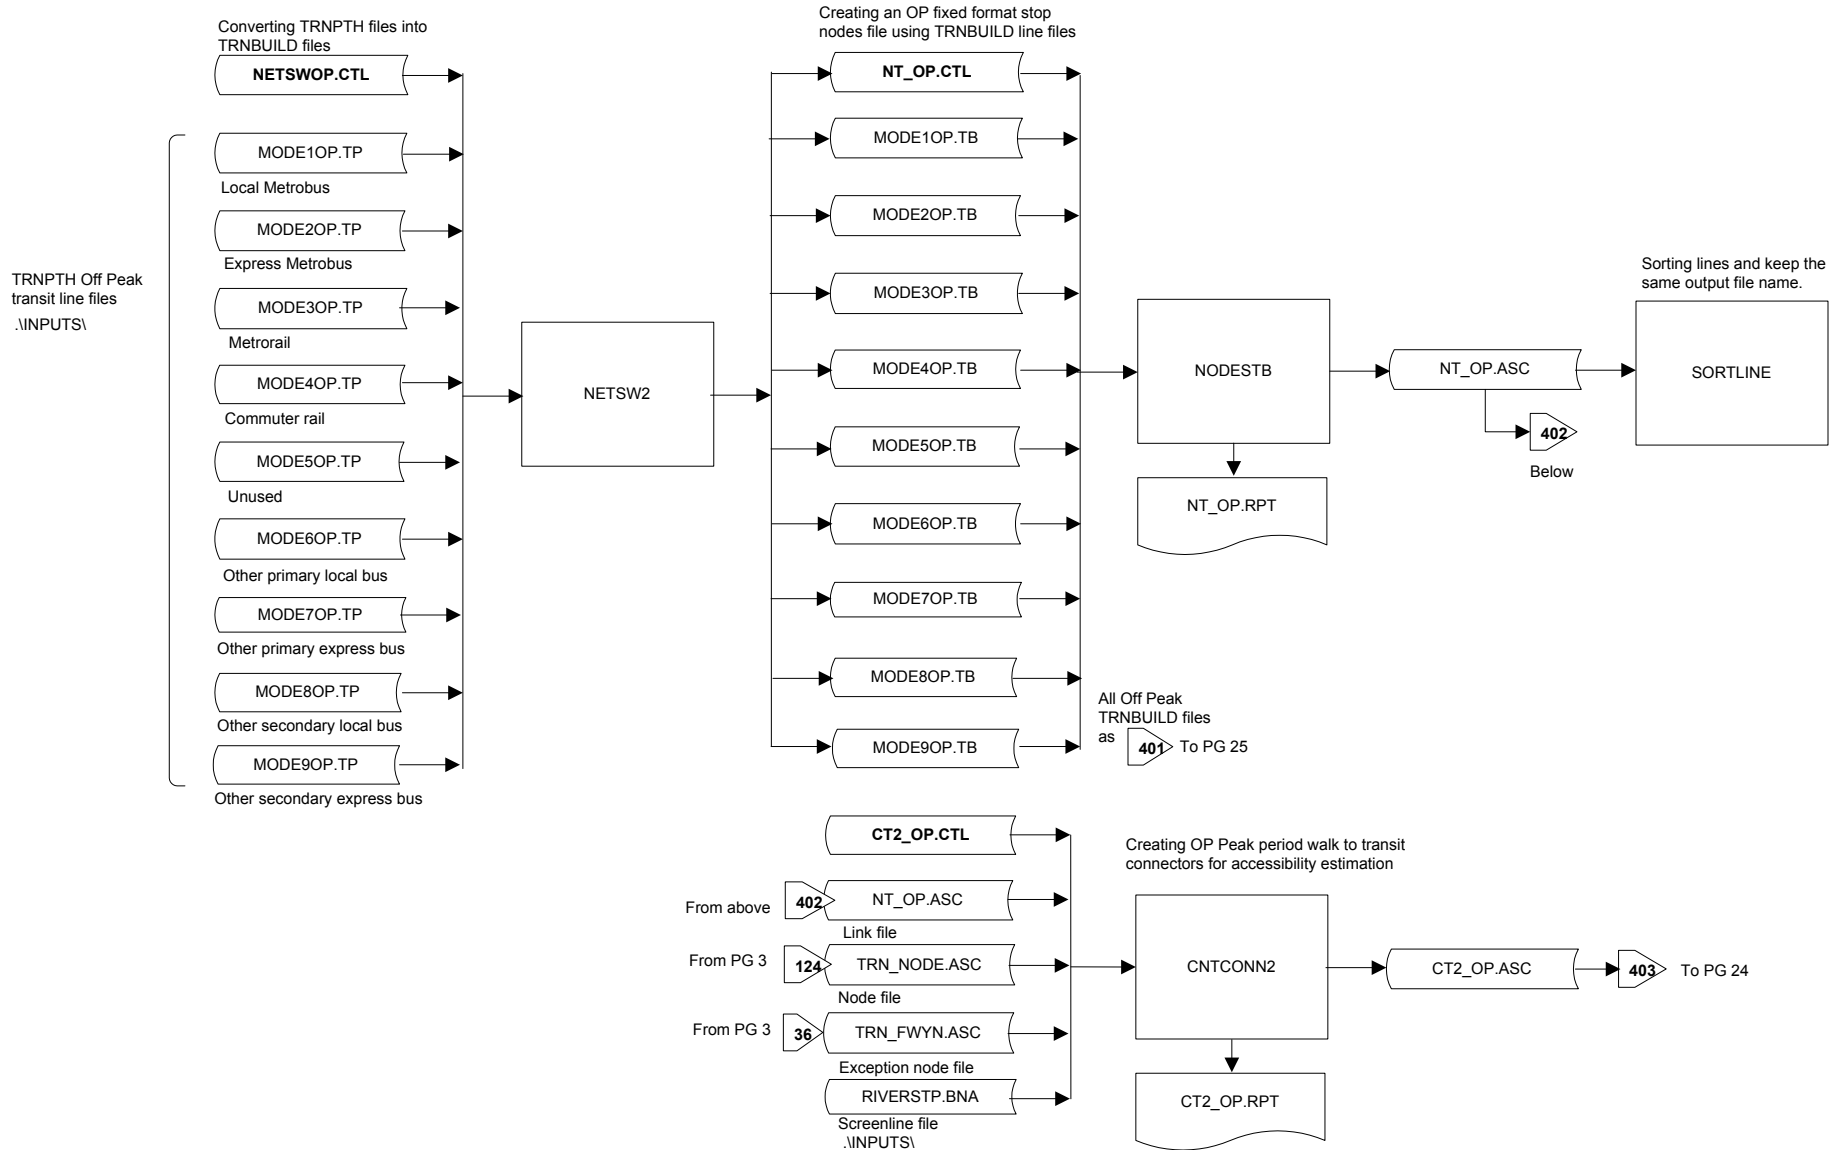 Converting TRNPTH files into
TRNBUILD files
NETSWOP.CTL
TRNPTH Off Peak
transit line files
.\INPUTS\
MODE1OP.TP
Local Metrobus
MODE2OP.TP
Express Metrobus
MODE3OP.TP
Metrorail
MODE4OP.TP
Commuter rail
MODE5OP.TP
Unused
MODE6OP.TP
Other primary local bus
MODE7OP.TP
Other primary express bus
MODE8OP.TP
Other secondary local bus
MODE9OP.TP
Other secondary express bus
NETSW2
Creating an OP fixed format stop
nodes file using TRNBUILD line files
NT_OP.CTL
MODE1OP.TB
MODE2OP.TB
MODE3OP.TB
MODE4OP.TB
MODE5OP.TB
MODE6OP.TB
MODE7OP.TB
MODE8OP.TB
MODE9OP.TB
All Off Peak
TRNBUILD files
as
401
To PG 25
NODESTB
NT_OP.RPT
NT_OP.ASC
402
Below
Sorting lines and keep the
same output file name.
SORTLINE
CT2_OP.CTL
From above
402
NT_OP.ASC
Link file
From PG 3
124
TRN_NODE.ASC
Node file
From PG 3
36
TRN_FWYN.ASC
Exception node file
RIVERSTP.BNA
Screenline file
.\INPUTS\
Creating OP Peak period walk to transit
connectors for accessibility estimation
CNTCONN2
CT2_OP.RPT
CT2_OP.ASC
403
To PG 24